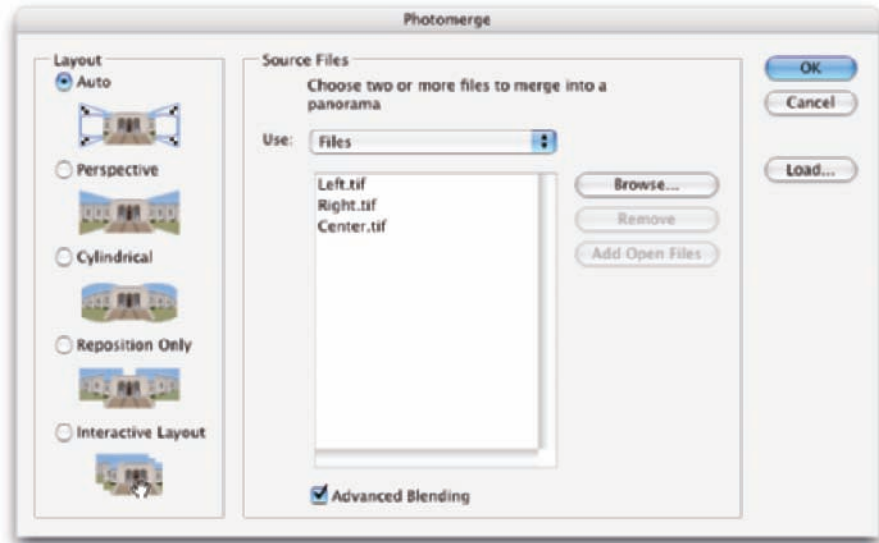 Photomerge
Layout
Auto
Perspective
Cylindrical
Reposition Only
Interactive Layout
Source Files
Choose two or more files to merge into a
panorama
Use: Files
Left.tif
Right.tif
Center.tif
Browse...
Remove
Add Open Files
Advanced Blending
OK
Cancel
Load...